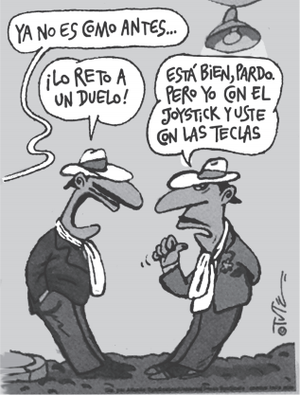 YA NO ES COMO ANTES...
¡LO RETO A
UN DUELO!
ESTÁ BIEN, PARDO.
PERO YO CON EL
JOYSTICK Y USTE
CON LAS TECLAS
©TUTE